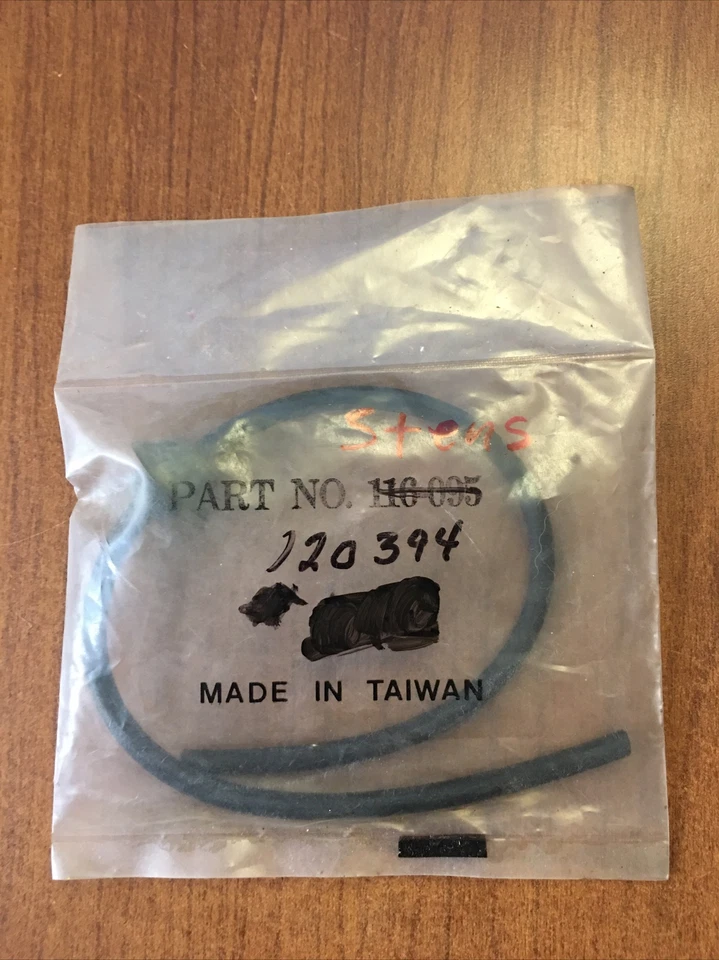 Stens
PART NO. 116-095
120394
MADE IN TAIWAN